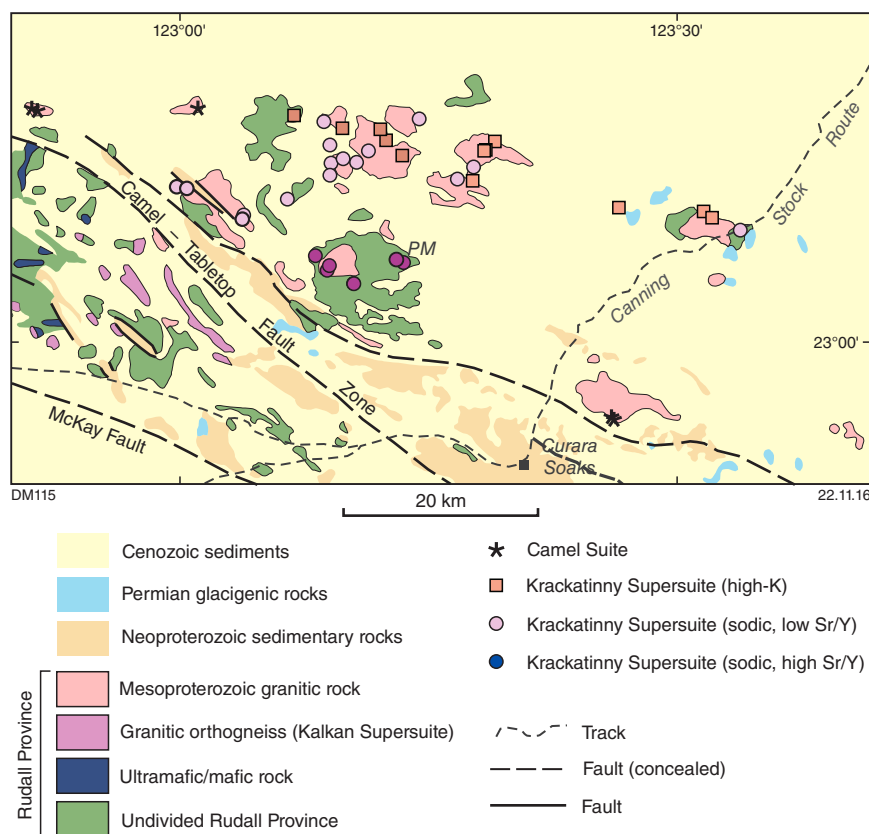 123°00'
123°30'
Route
Stock
Canning
Camel – Tabletop
Fault
Zone
PM
23°00'
McKay Fault
Curara
Soaks
DM115
22.11.16
20 km
Cenozoic sediments
Permian glacigenic rocks
Neoproterozoic sedimentary rocks
Rudall Province
Mesoproterozoic granitic rock
Granitic orthogneiss (Kalkan Supersuite)
Ultramafic/mafic rock
Undivided Rudall Province
Camel Suite
Krackatinny Supersuite (high-K)
Krackatinny Supersuite (sodic, low Sr/Y)
Krackatinny Supersuite (sodic, high Sr/Y)
Track
Fault (concealed)
Fault